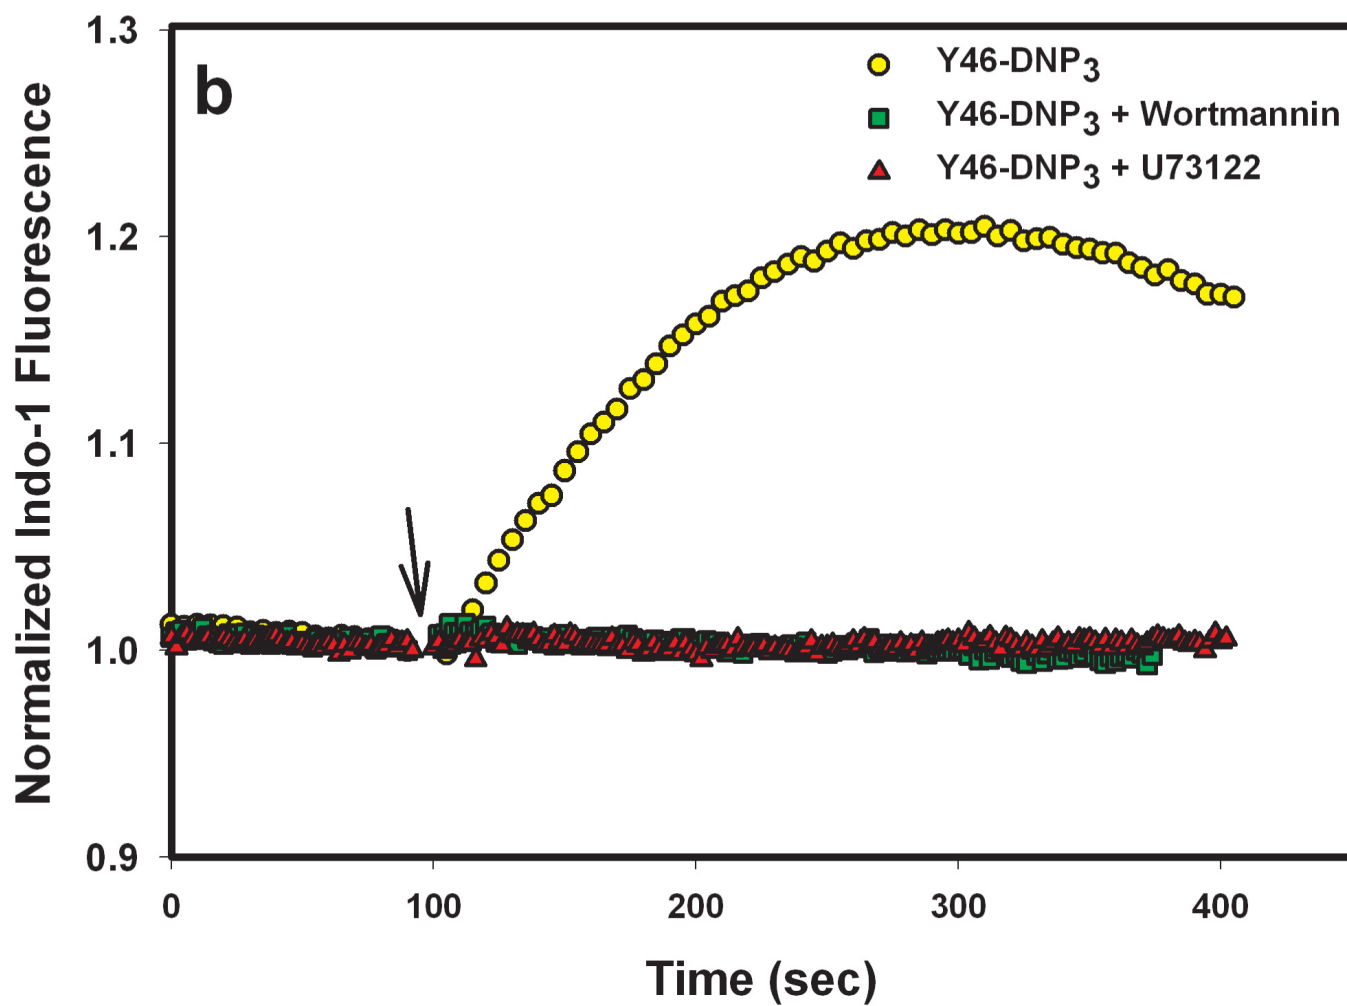 b
Y46-DNP3
Y46-DNP3 + Wortmannin
Y46-DNP3 + U73122
Normalized Indo-1 Fluorescence
1.3
1.2
1.1
1.0
0.9
0 100 200 300 400
Time (sec)